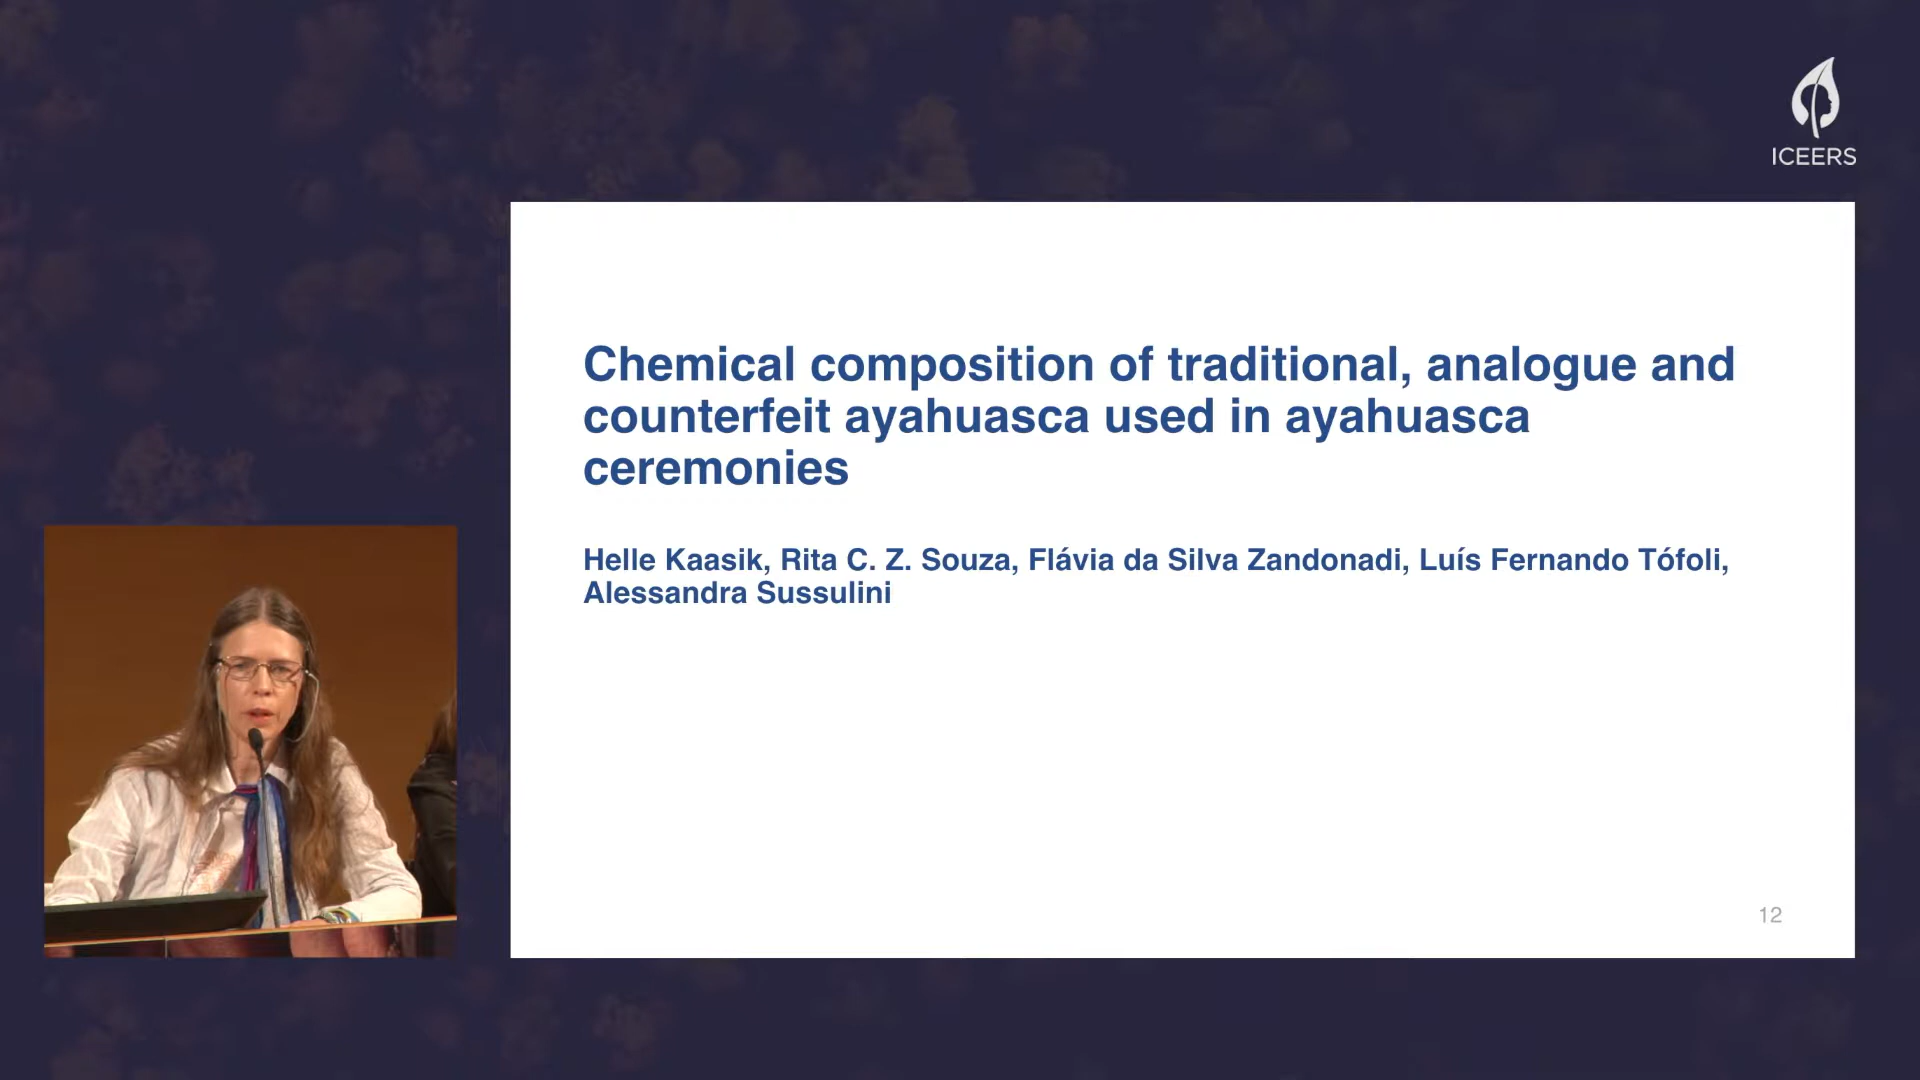 ICEERS
Chemical composition of traditional, analogue and
counterfeit ayahuasca used in ayahuasca
ceremonies
Helle Kaasik, Rita C. Z. Souza, Flávia da Silva Zandonadi, Luís Fernando Tófoli,
Alessandra Sussulini
12